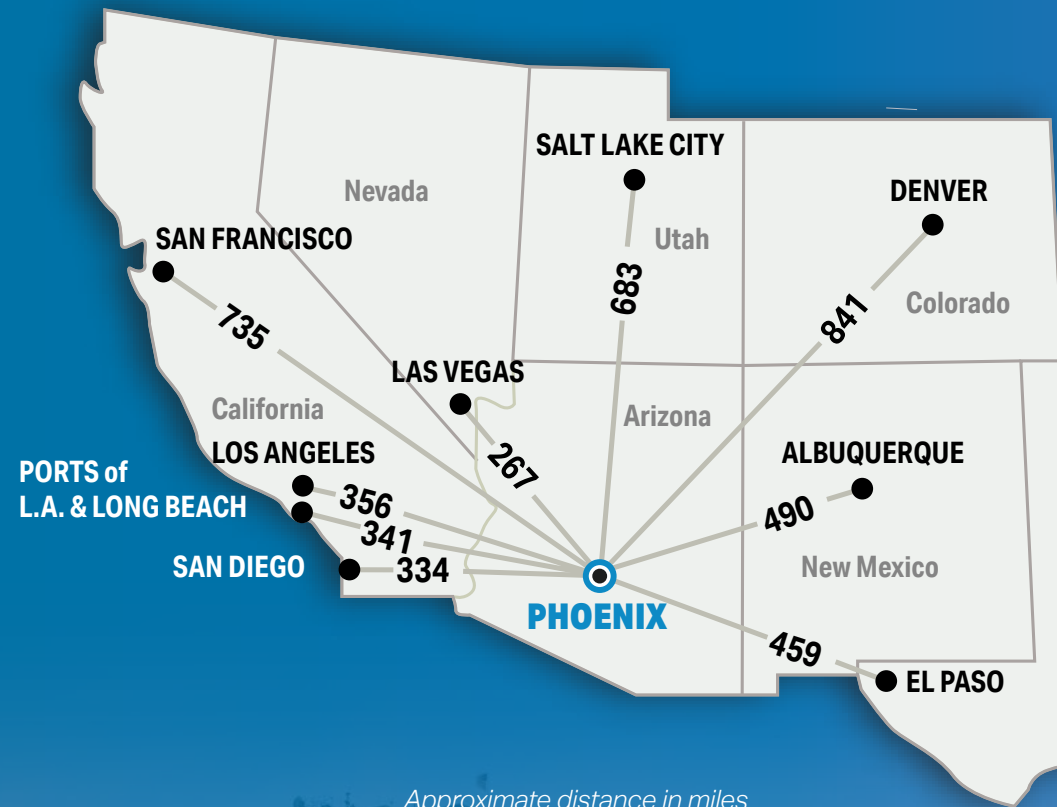 SALT LAKE CITY
DENVER
Nevada
SAN FRANCISCO
Utah
683
Colorado
735
841
LAS VEGAS
California
Arizona
LOS ANGELES
267
ALBUQUERQUE
PORTS of
L.A. & LONG BEACH
356
490
341
SAN DIEGO
334
New Mexico
PHOENIX
459
EL PASO
Approximate distance in miles